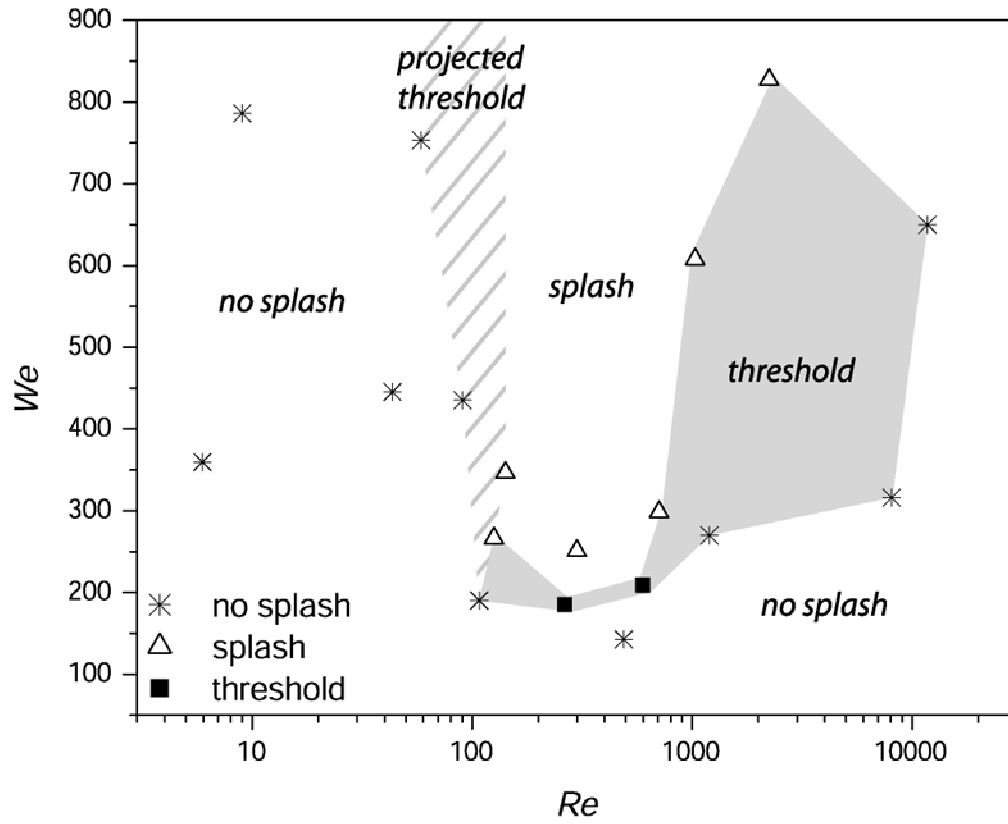 900
800
700
600
500
400
300
200
100
We
projected
threshold
no splash
splash
threshold
no splash
no splash
splash
threshold
10
100
1000
10000
Re